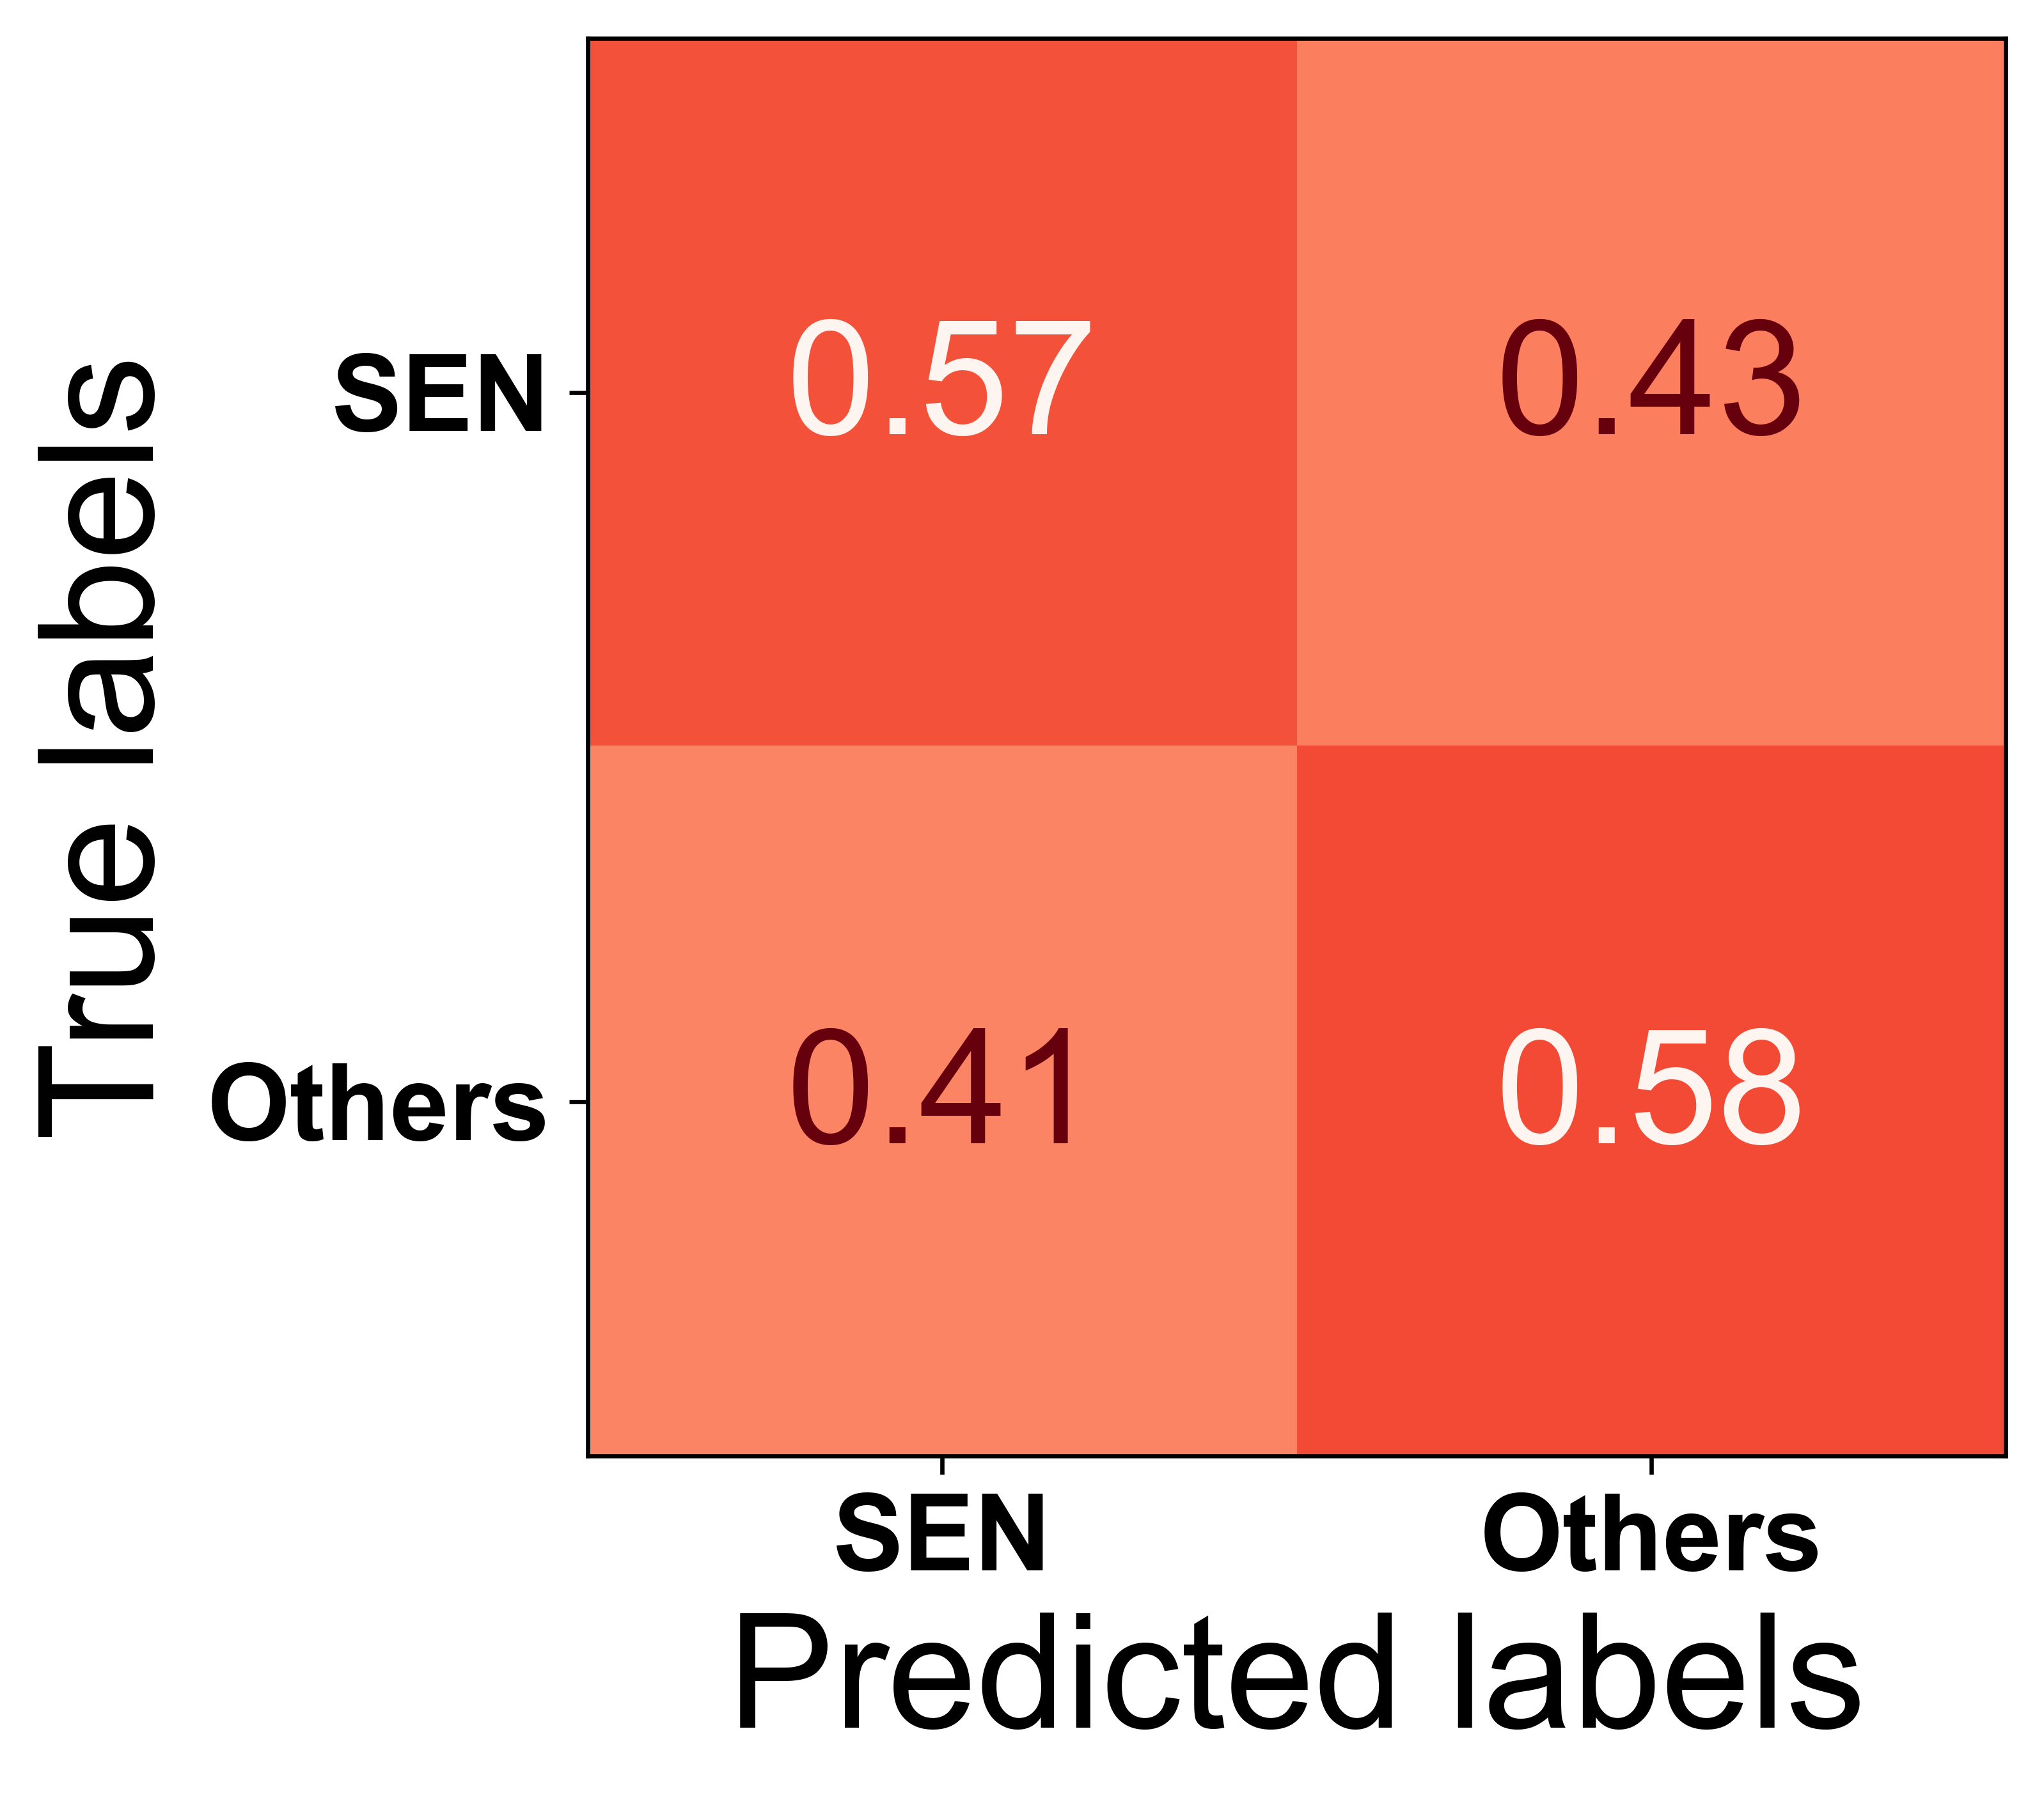 True labels
SEN
0.57 0.43
Others
0.41 0.58
SEN Others
Predicted labels